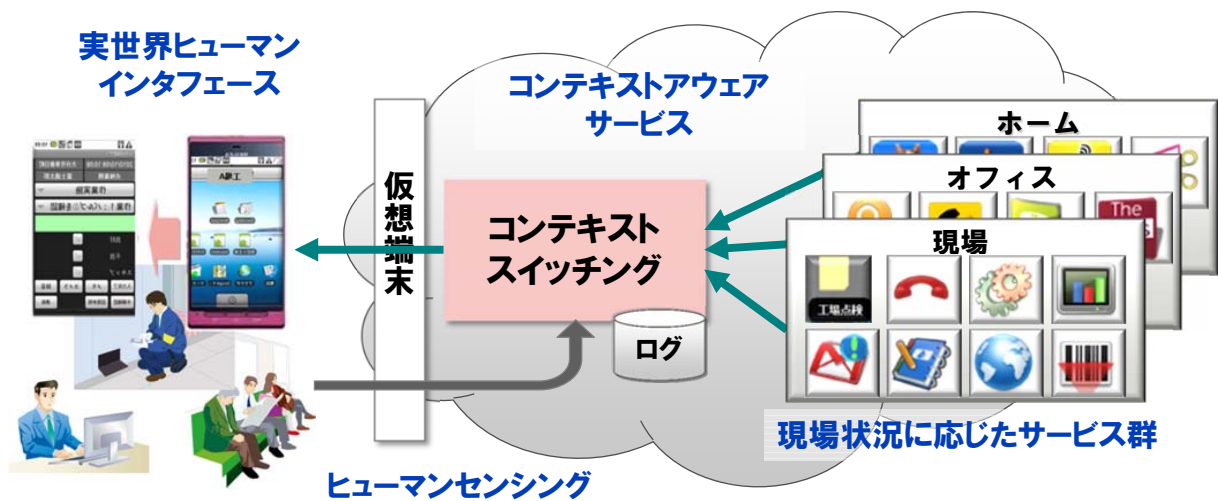 実世界ヒューマン
インタフェース
コンテキストアウェア
サービス
ホーム
オフィス
The
現場
工場点検
仮想端末
コンテキスト
スイッチング
ログ
現場状況に応じたサービス群
ヒューマンセンシング